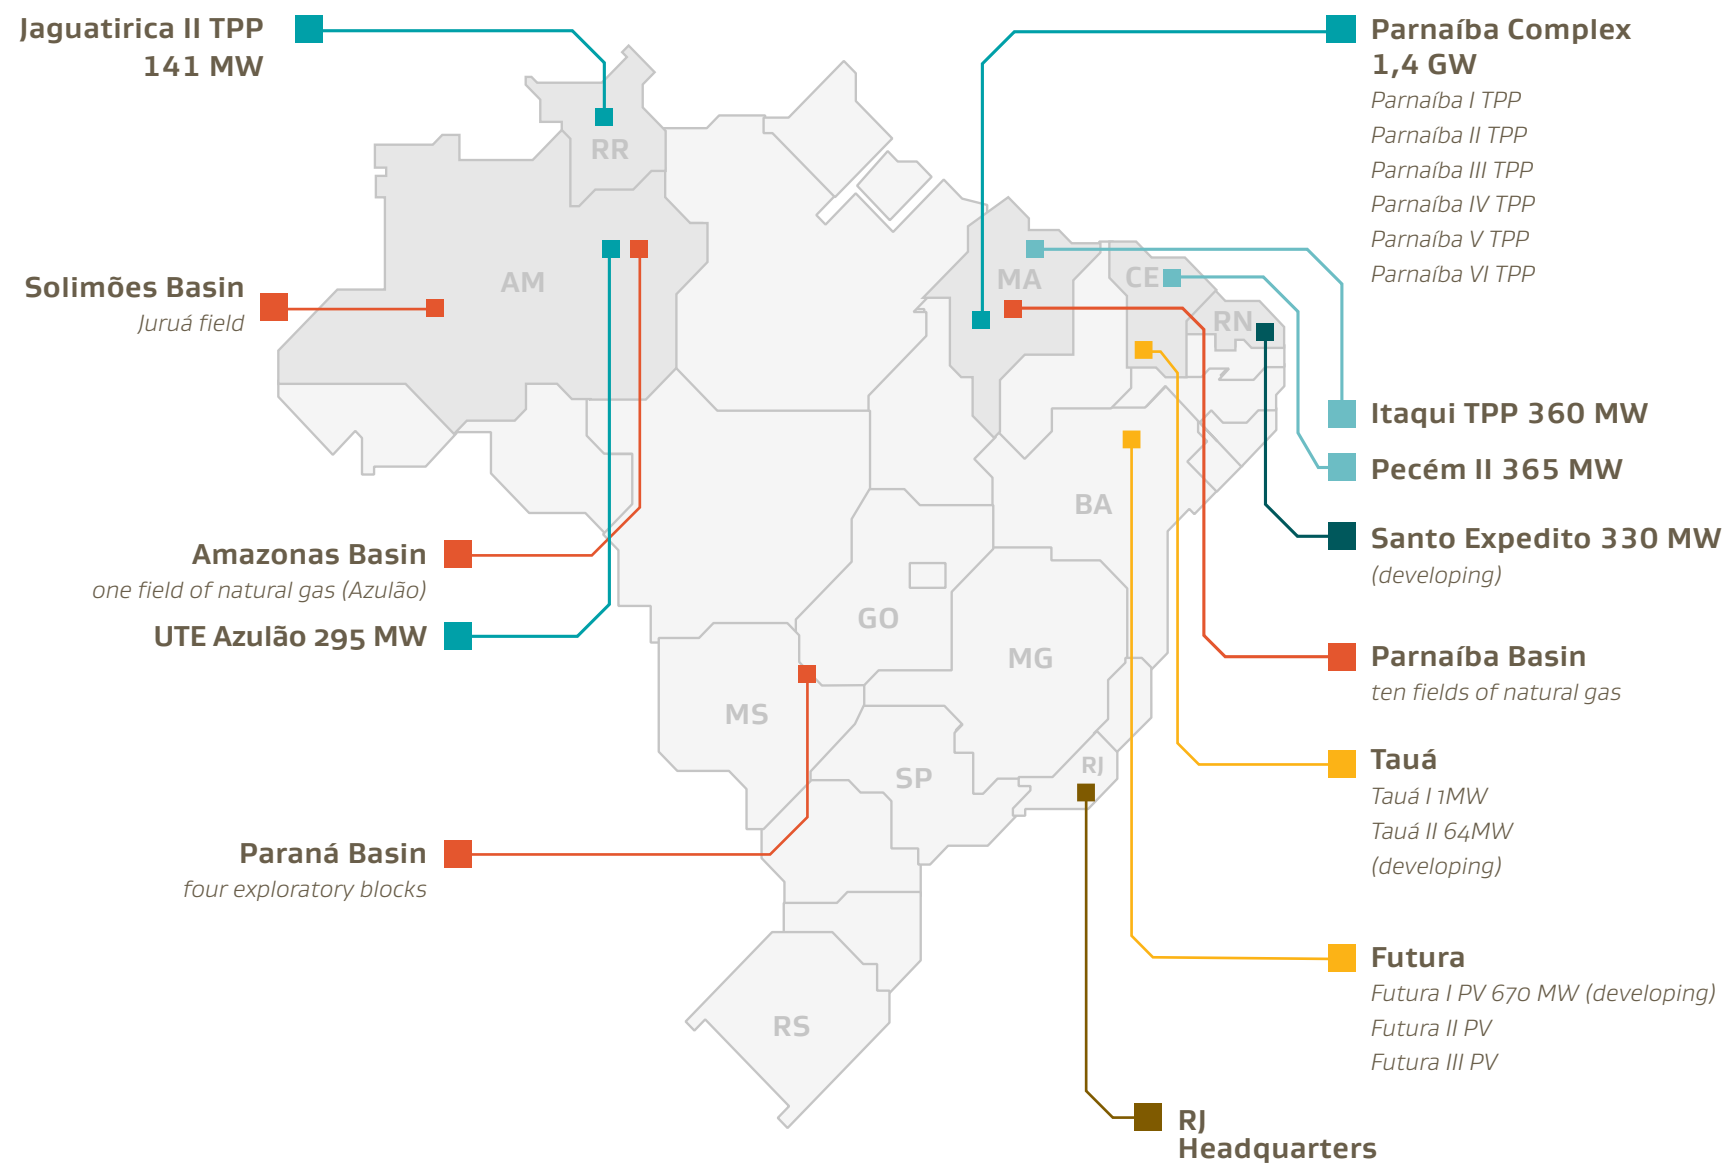 Jaguatirica II TPP
141 MW
Solimões Basin
Juruá field
Amazonas Basin
one field of natural gas (Azulão)
UTE Azulão 295 MW
Paraná Basin
four exploratory blocks
RR
AM
MA
CE
RN
BA
GO
MG
MS
SP
RJ
RS
Parnaíba Complex
1,4 GW
Parnaíba I TPP
Parnaíba II TPP
Parnaíba III TPP
Parnaíba IV TPP
Parnaíba V TPP
Parnaíba VI TPP
Itaqui TPP 360 MW
Pecém II 365 MW
Santo Expedito 330 MW
(developing)
Parnaíba Basin
ten fields of natural gas
Tauá
Tauá I 1MW
Tauá II 64MW
(developing)
Futura
Futura I PV 670 MW (developing)
Futura II PV
Futura III PV
RJ
Headquarters